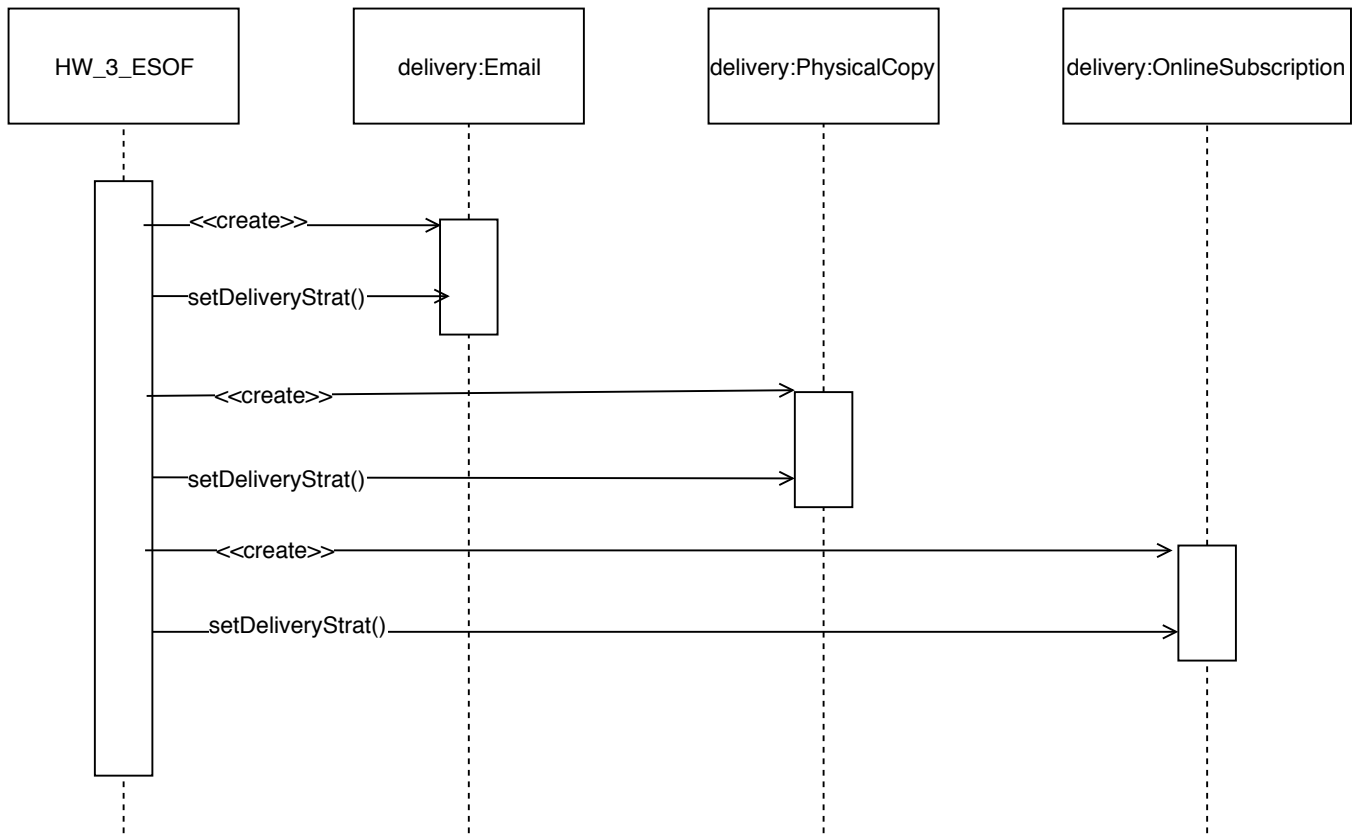 HW_3_ESOF
delivery:Email
delivery:PhysicalCopy
delivery:OnlineSubscription
<<create>>
setDeliveryStrat()
<<create>>
setDeliveryStrat()
<<create>>
setDeliveryStrat()